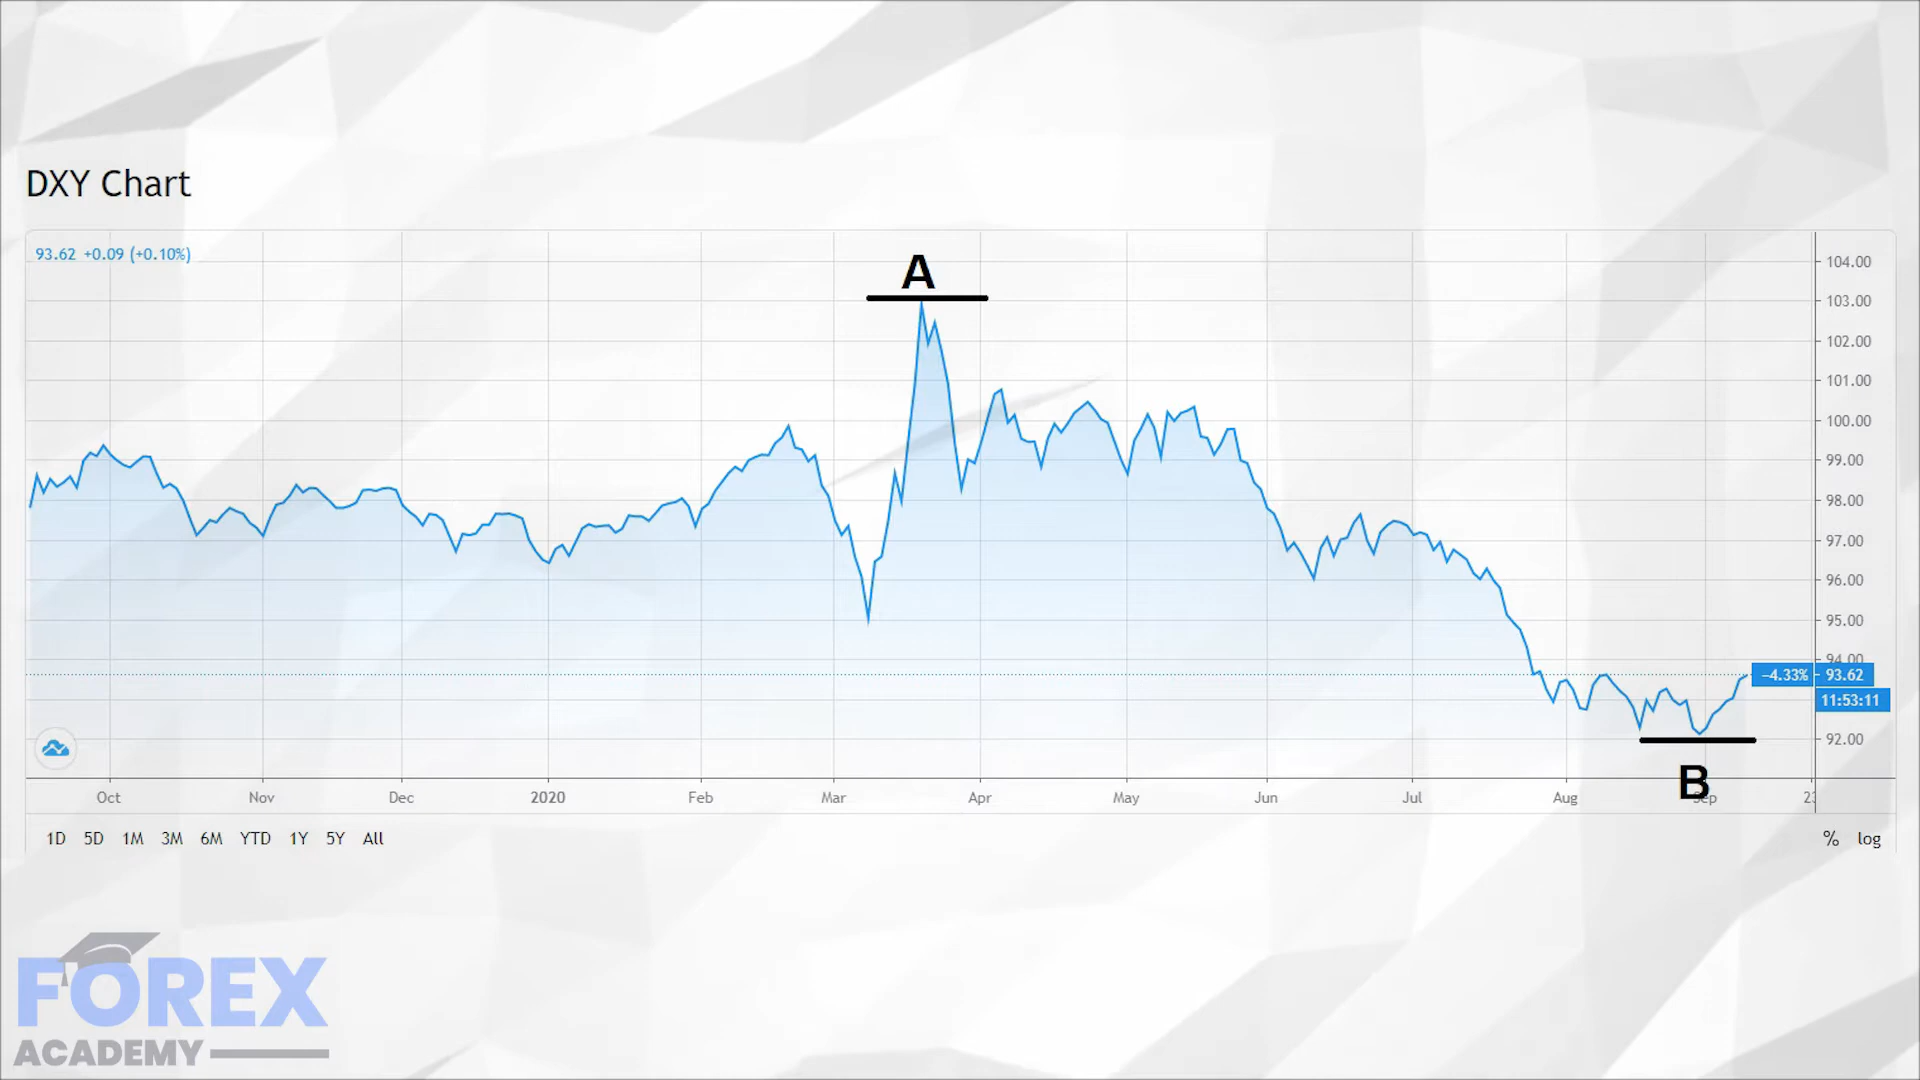 DXY Chart
93.62 +0.09 (+0.10%)
A
104.00
103.00
102.00
101.00
100.00
99.00
98.00
97.00
96.00
95.00
94.00
−4.33% 93.62
11:53:11
92.00
B
Oct Nov Dec 2020 Feb Mar Apr May Jun Jul Aug Sep 23
1D 5D 1M 3M 6M YTD 1Y 5Y All % log
FOREX
ACADEMY